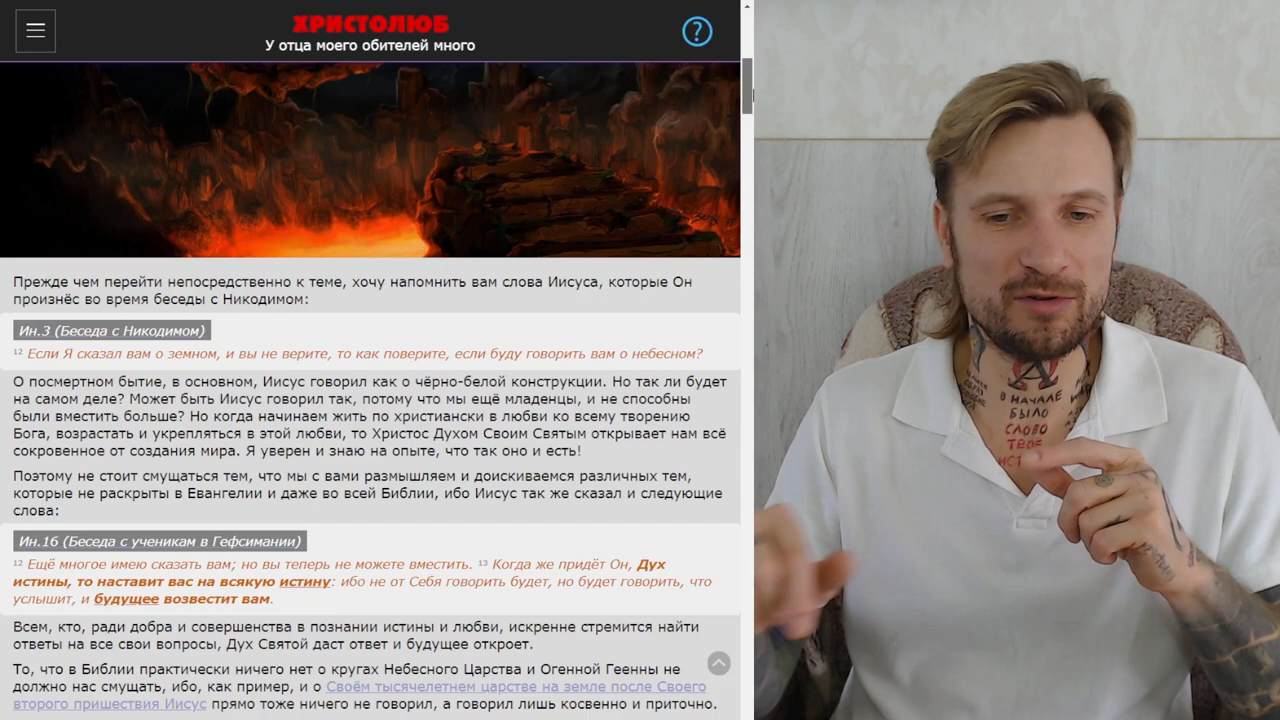 ХРИСТОЛЮБ
У отца моего обителей много
?
Прежде чем перейти непосредственно к теме, хочу напомнить вам слова Иисуса, которые Он
произнёс во время беседы с Никодимом:
Ин.3 (Беседа с Никодимом)
12 Если Я сказал вам о земном, и вы не верите, то как поверите, если буду говорить вам о небесном?
О посмертном бытие, в основном, Иисус говорил как о чёрно-белой конструкции. Но так ли будет
на самом деле? Может быть Иисус говорил так, потому что мы ещё младенцы, и не способны
были вместить больше? Но когда начинаем жить по христиански в любви ко всему творению
Бога, возрастать и укрепляться в этой любви, то Христос Духом Своим Святым открывает нам всё
сокровенное от создания мира. Я уверен и знаю на опыте, что так оно и есть!
Поэтому не стоит смущаться тем, что мы с вами размышляем и доискиваемся различных тем,
которые не раскрыты в Евангелии и даже во всей Библии, ибо Иисус так же сказал и следующие
слова:
Ин.16 (Беседа с ученикам в Гефсимании)
12 Ещё многое имею сказать вам; но вы теперь не можете вместить. 13 Когда же придёт Он, Дух
истины, то наставит вас на всякую истину: ибо не от Себя говорить будет, но будет говорить, что
услышит, и будущее возвестит вам.
Всем, кто, ради добра и совершенства в познании истины и любви, искренне стремится найти
ответы на все свои вопросы, Дух Святой даст ответ и будущее откроет.
То, что в Библии практически ничего нет о кругах Небесного Царства и Огенной Геенны не
должно нас смущать, ибо, как пример, и о Своём тысячелетнем царстве на земле после Своего
второго пришествия Иисус прямо тоже ничего не говорил, а говорил лишь косвенно и приточно.
В НАЧАЛЕ
БЫЛО
СЛОВО
ТВОЕ
ИСТ